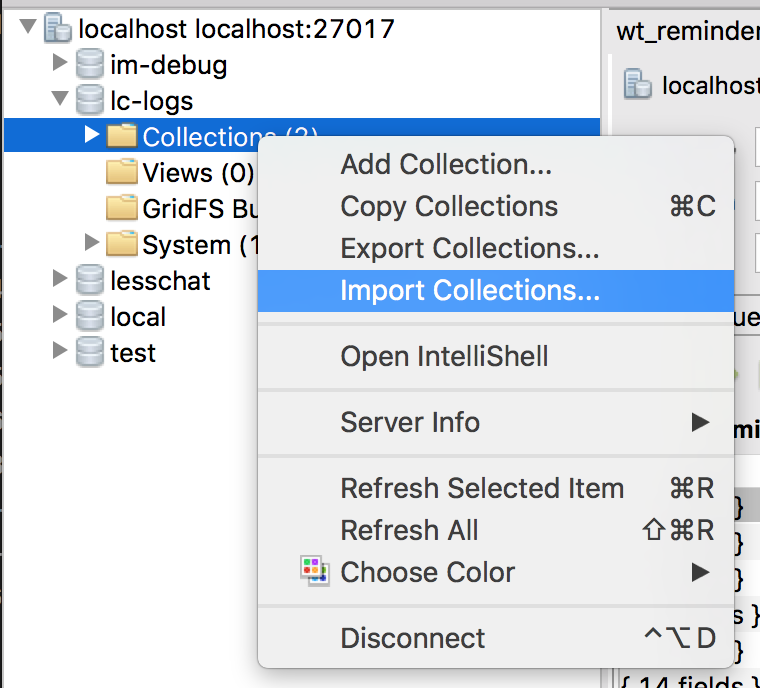 localhost localhost:27017
im-debug
lc-logs
Collections (2)
Views (0)
GridFS Bu
System (1
lesschat
local
test
Add Collection...
Copy Collections ⌘C
Export Collections...
Import Collections...
Open IntelliShell
Server Info
Refresh Selected Item ⌘R
Refresh All ⇧⌘R
Choose Color
Disconnect ^⌥D
wt_reminder
localhost
ue
mi
}
}
}
s }
}
{ 14 fields }